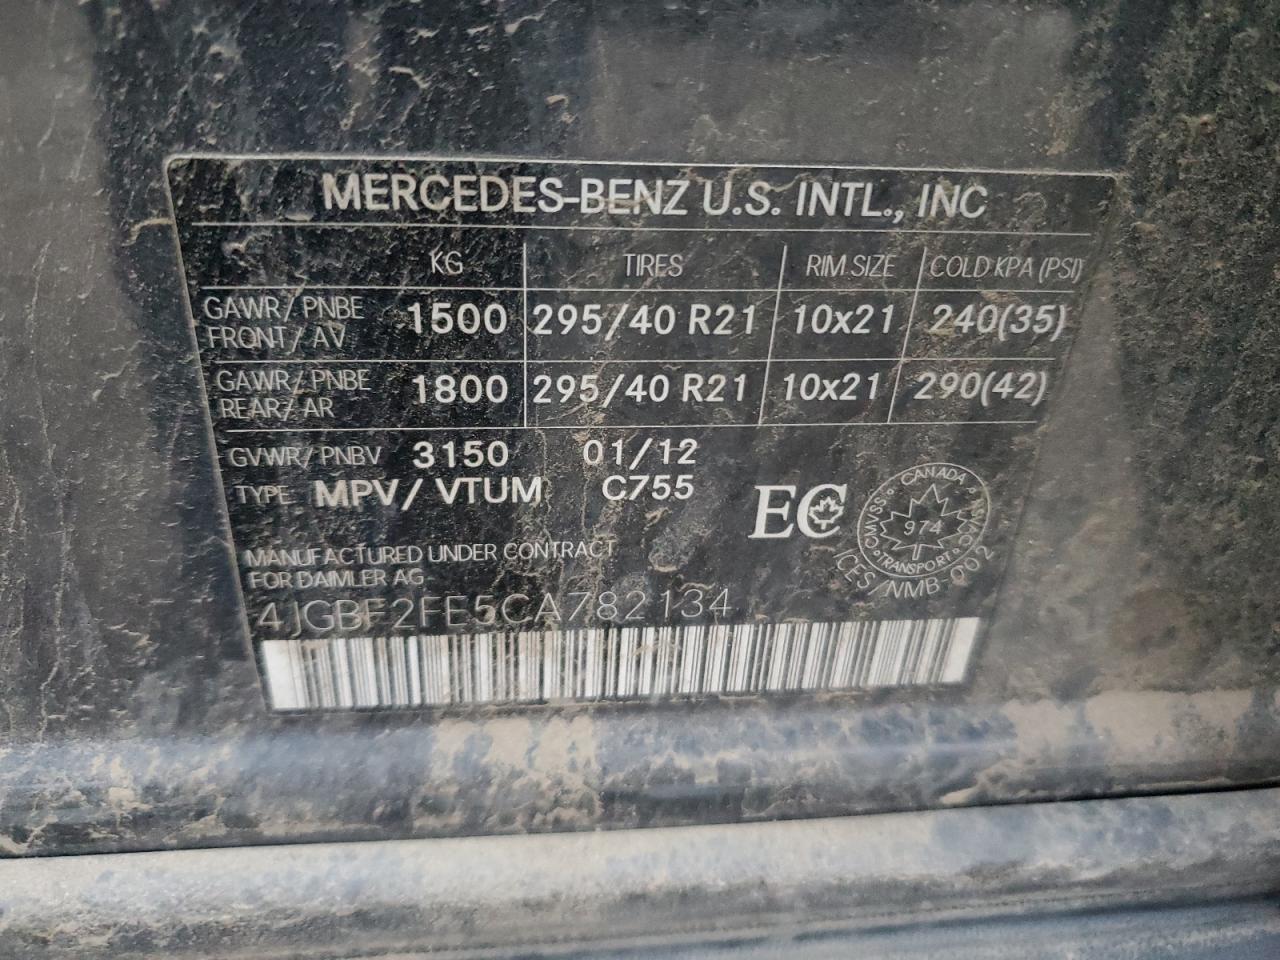 MERCEDES-BENZ U.S. INTL., INC
KG TIRES RIM SIZE COLD KPA (PSI)
GAWR/ PNBE FRONT/ AV 1500 295/40 R21 10x21 240(35)
GAWR/ PNBE REAR/ AR 1800 295/40 R21 10x21 290(42)
GVWR/ PNBV 3150 01/12
TYPE MPV/ VTUM C755
EC
CANADA
974
TRANSPORT
CMVSS
NSVAC
ICES/NMB-002
MANUFACTURED UNDER CONTRACT
FOR DAIMLER AG
4JGBF2FE5CA782134